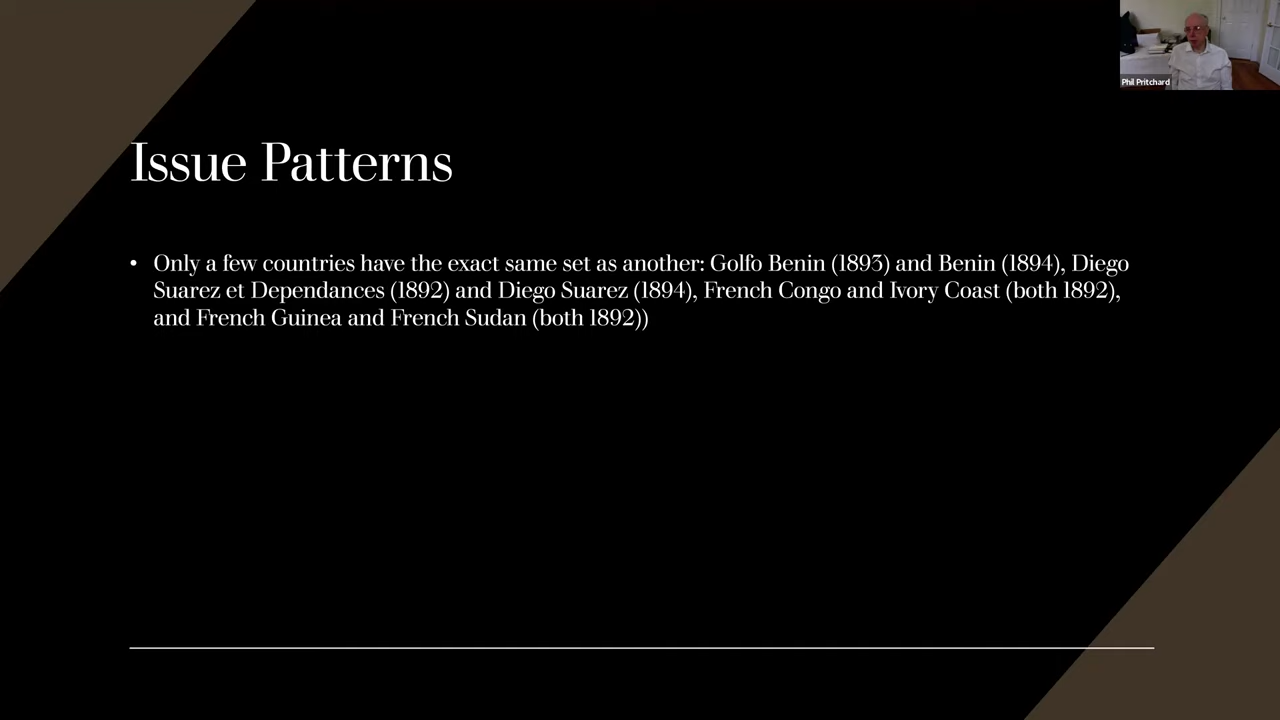 Phil Pritchard
Issue Patterns
• Only a few countries have the exact same set as another: Golfo Benin (1893) and Benin (1894), Diego
Suarez et Dependances (1892) and Diego Suarez (1894), French Congo and Ivory Coast (both 1892),
and French Guinea and French Sudan (both 1892))